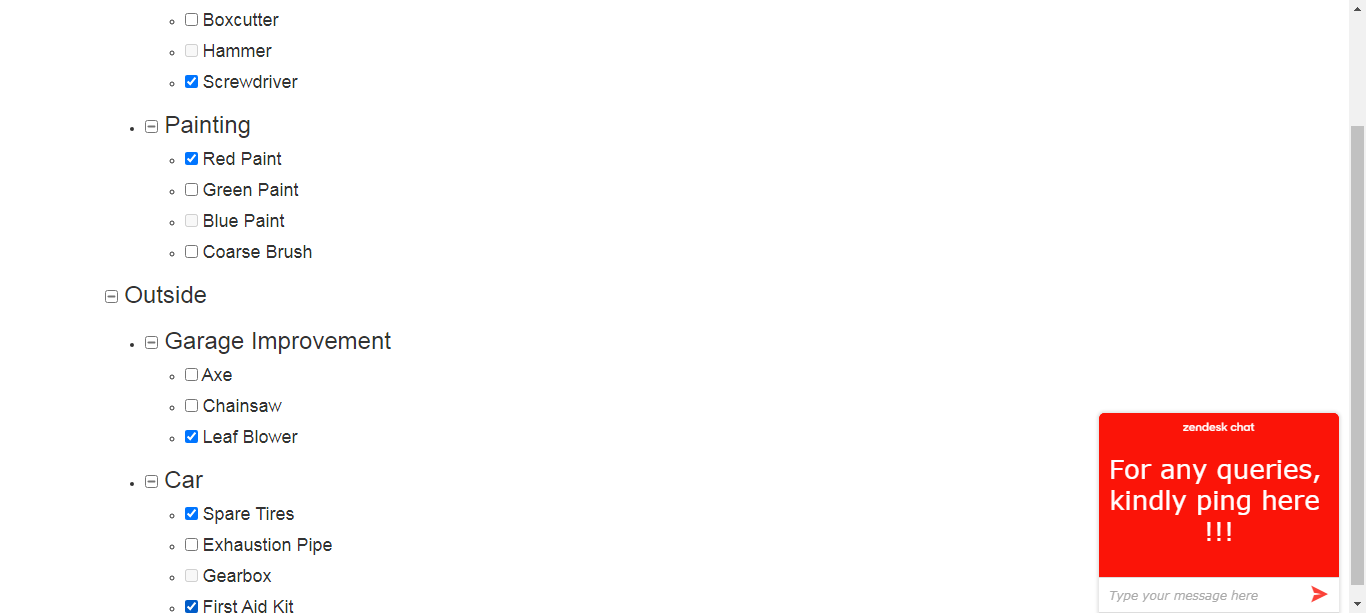 Boxcutter
Hammer
Screwdriver
Painting
Red Paint
Green Paint
Blue Paint
Coarse Brush
Outside
Garage Improvement
Axe
Chainsaw
Leaf Blower
Car
Spare Tires
Exhaustion Pipe
Gearbox
First Aid Kit
zendesk chat
For any queries,
kindly ping here
!!!
Type your message here